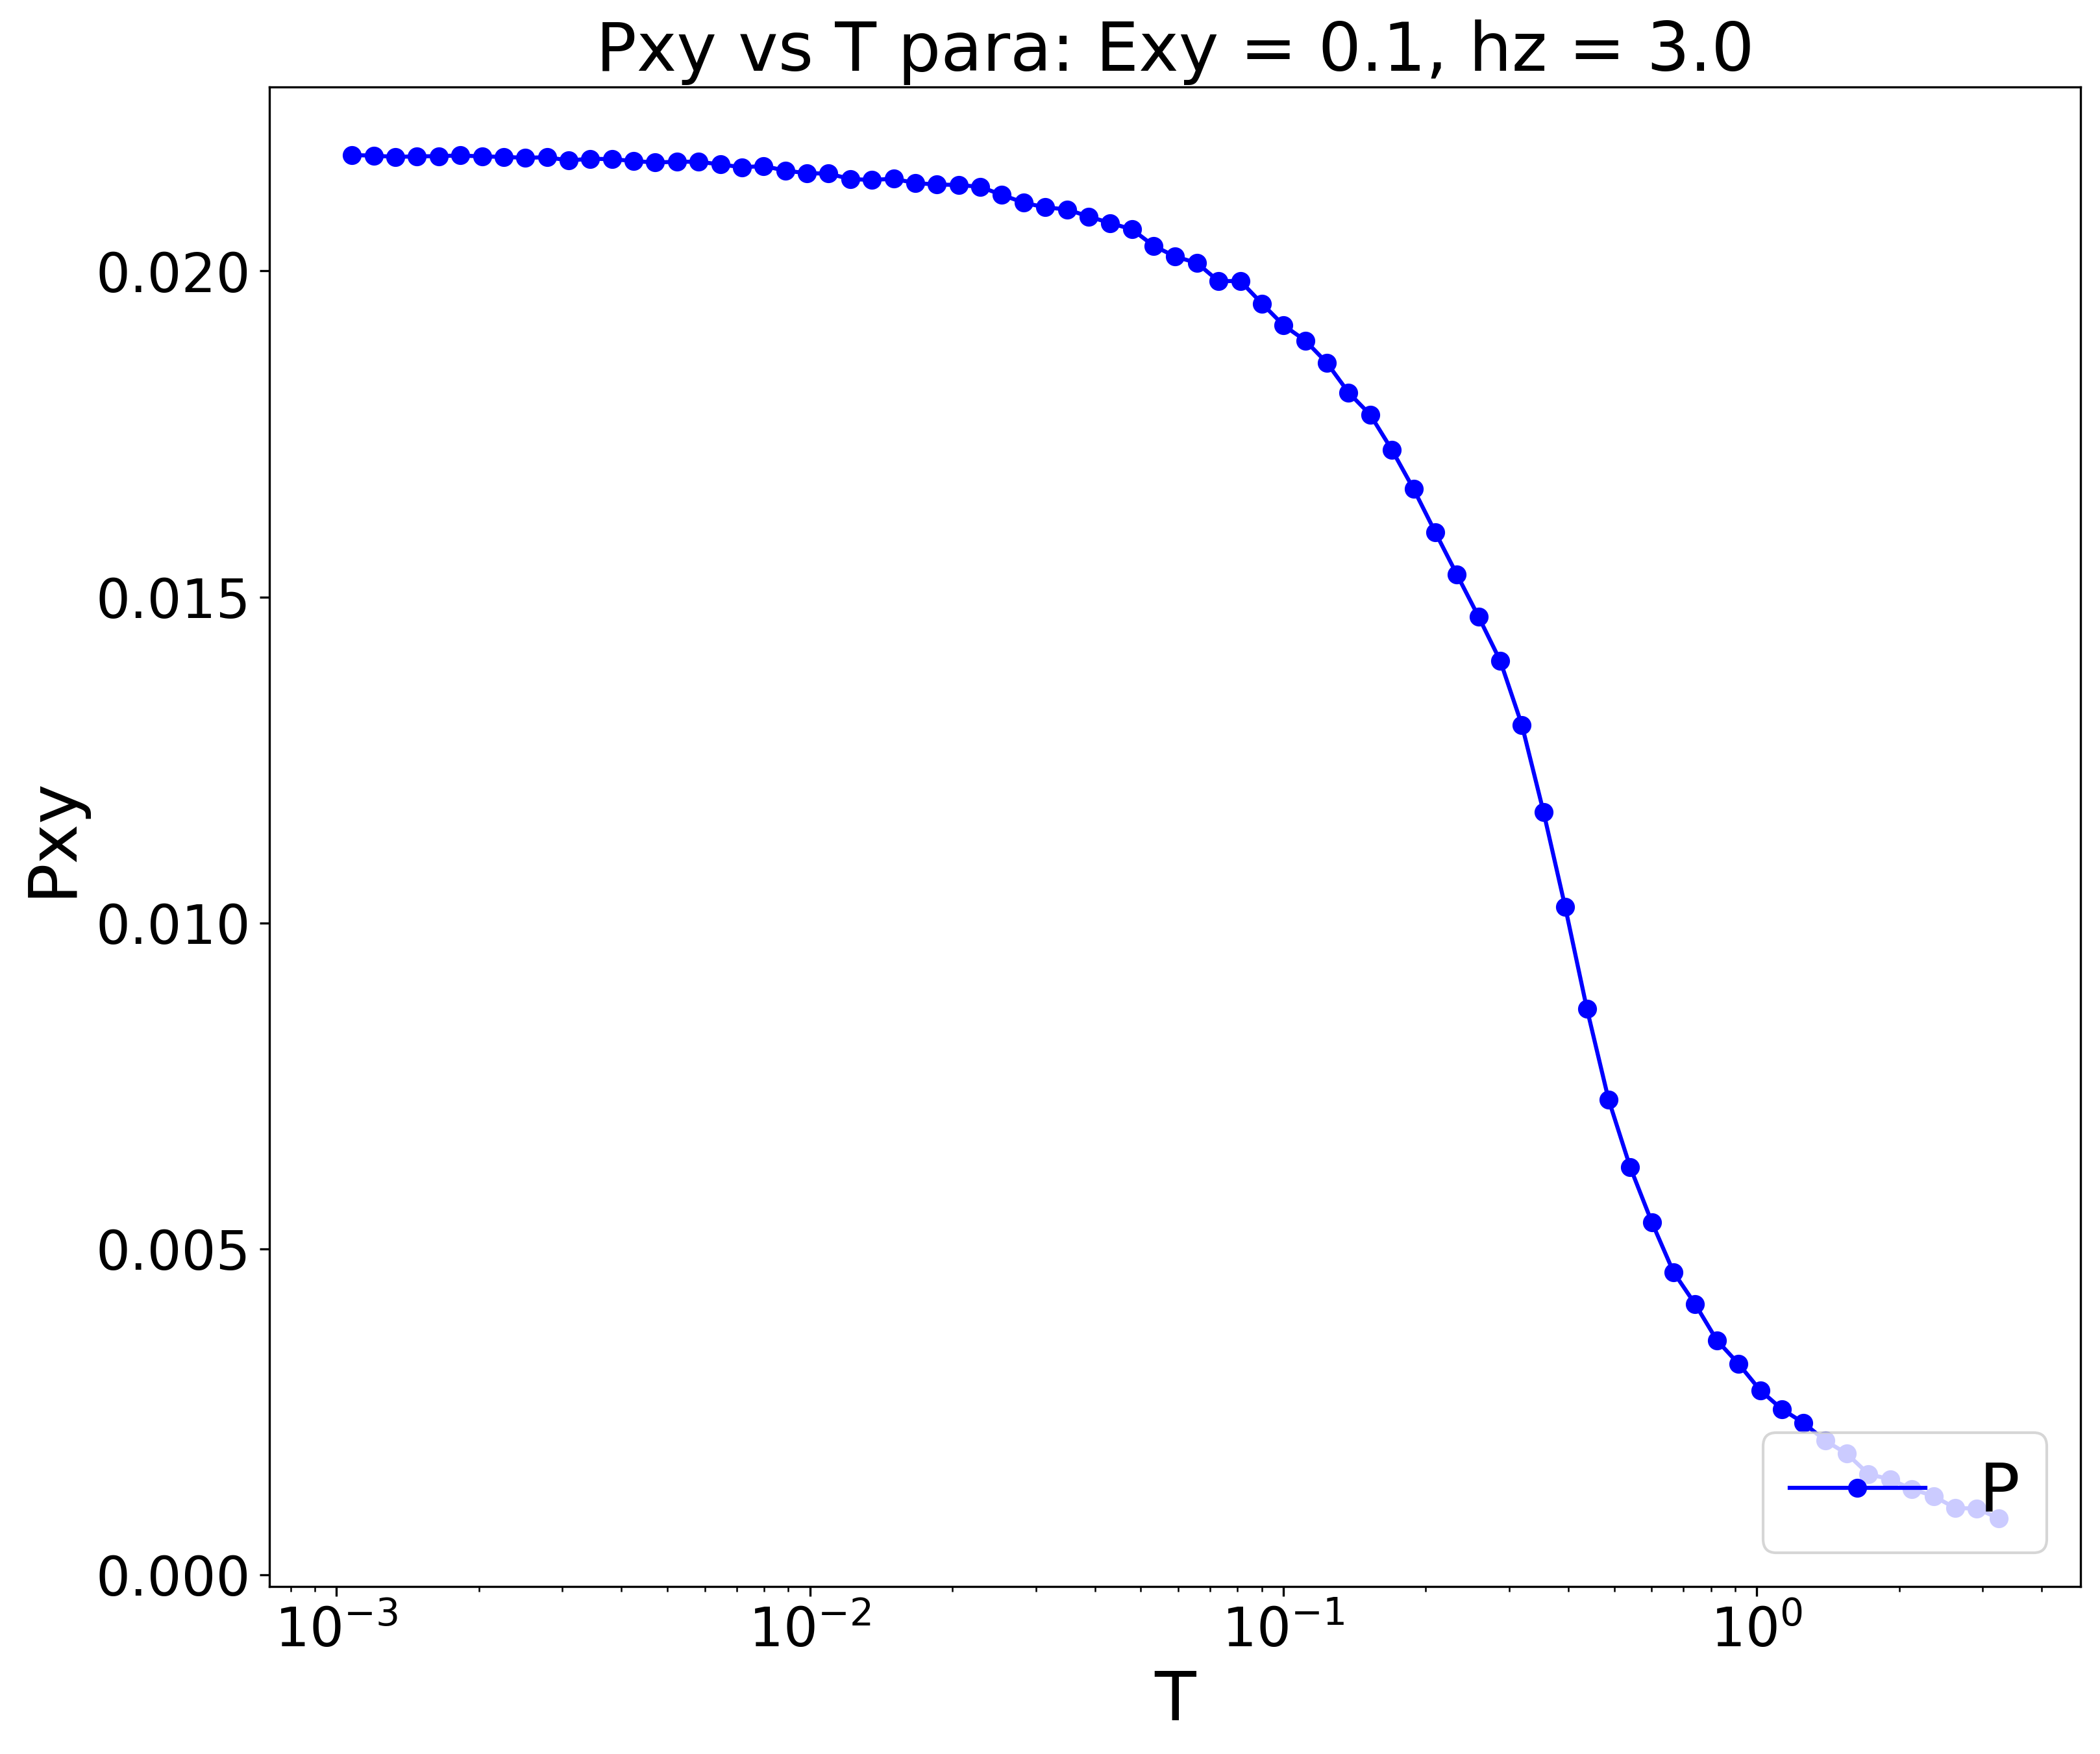 Pxy vs T para: Exy = 0.1, hz = 3.0
Pxy
0.020
0.015
0.010
0.005
0.000
10⁻³
10⁻²
10⁻¹
10⁰
T
P